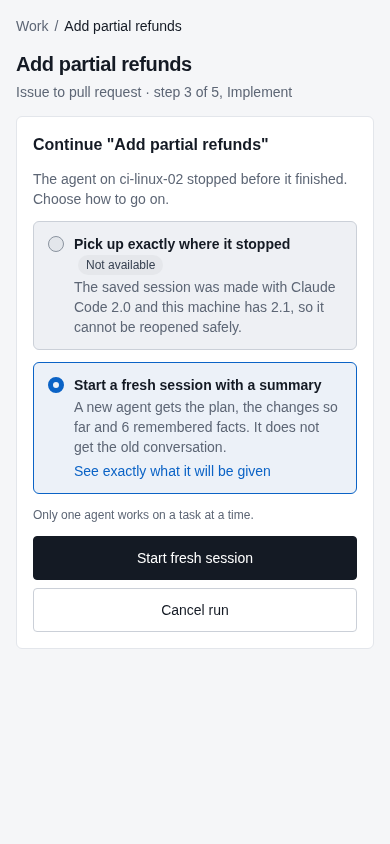 Work / Add partial refunds
Add partial refunds
Issue to pull request · step 3 of 5, Implement
Continue "Add partial refunds"
The agent on ci-linux-02 stopped before it finished.
Choose how to go on.
Pick up exactly where it stopped
Not available
The saved session was made with Claude
Code 2.0 and this machine has 2.1, so it
cannot be reopened safely.
Start a fresh session with a summary
A new agent gets the plan, the changes so
far and 6 remembered facts. It does not
get the old conversation.
See exactly what it will be given
Only one agent works on a task at a time.
Start fresh session
Cancel run